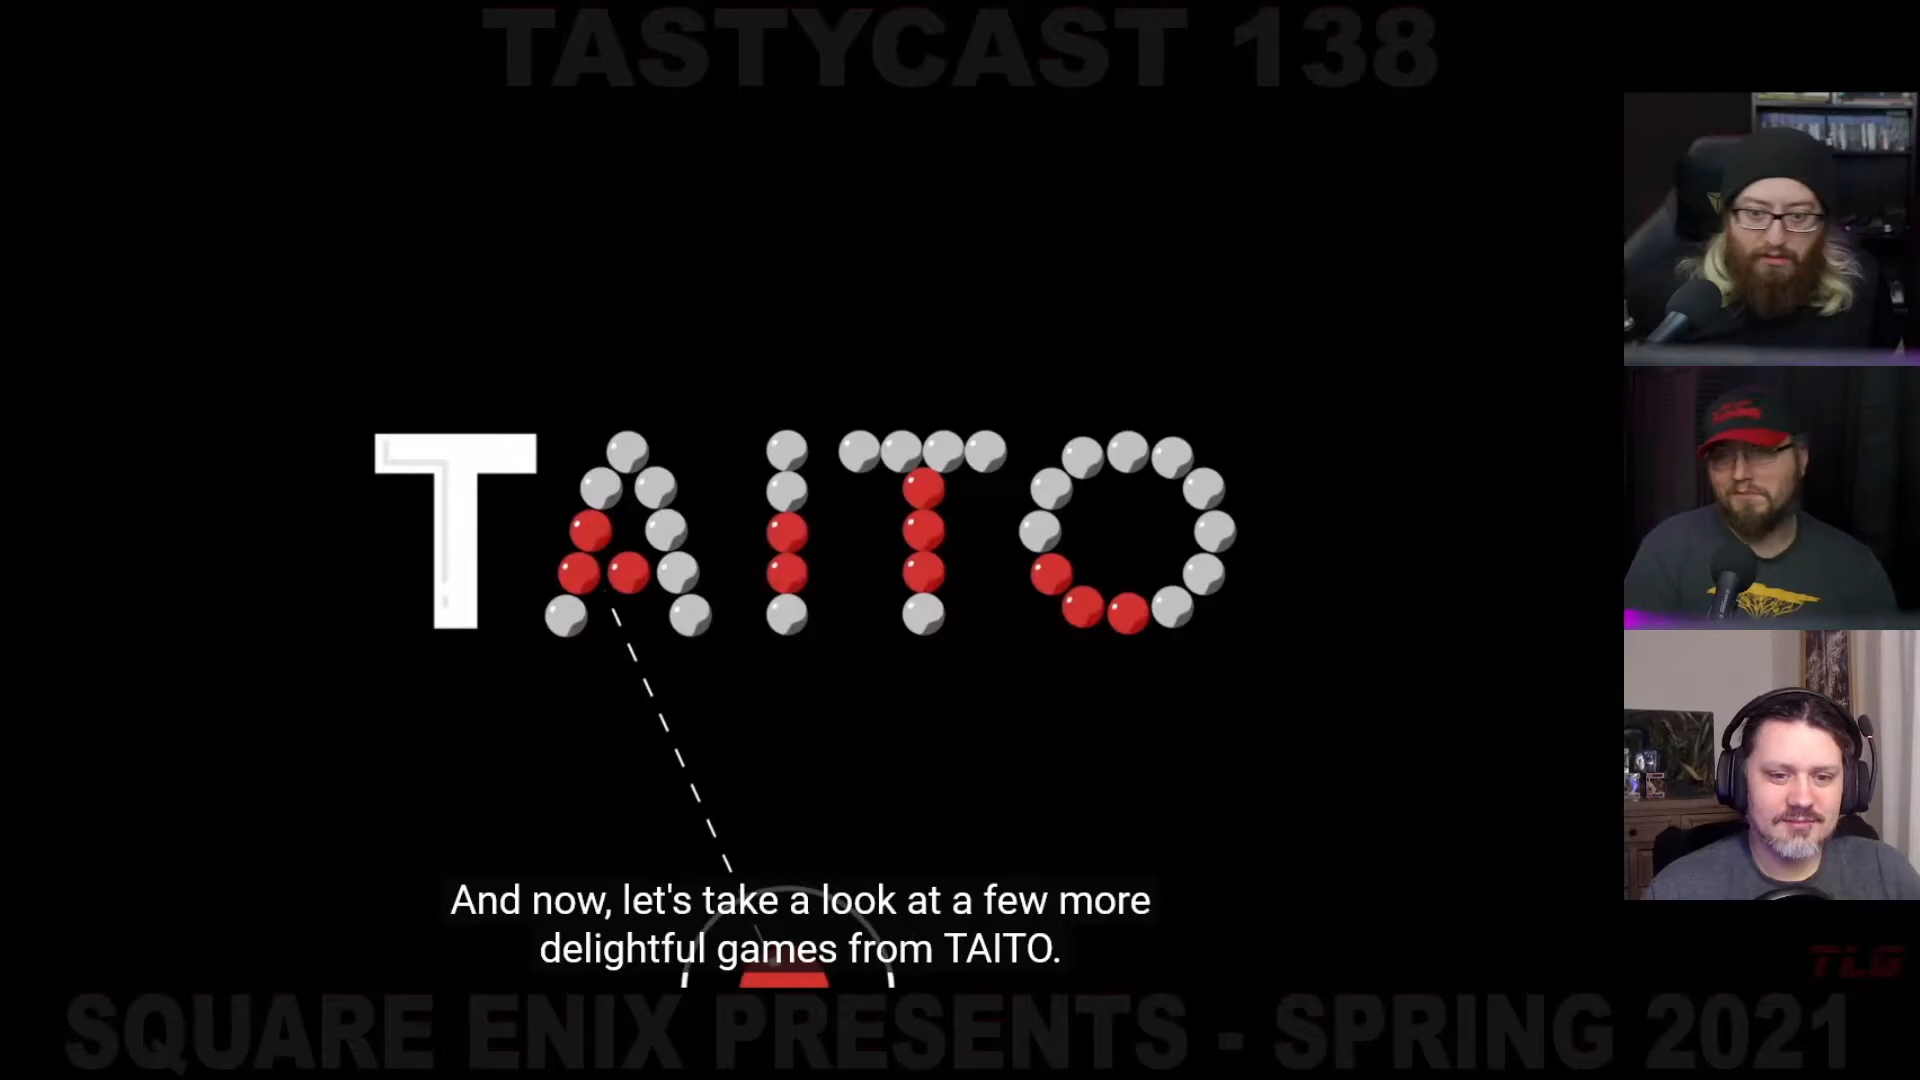 TASTYCAST 138
TAITO
And now, let's take a look at a few more
delightful games from TAITO.
TLG
SQUARE ENIX PRESENTS - SPRING 2021